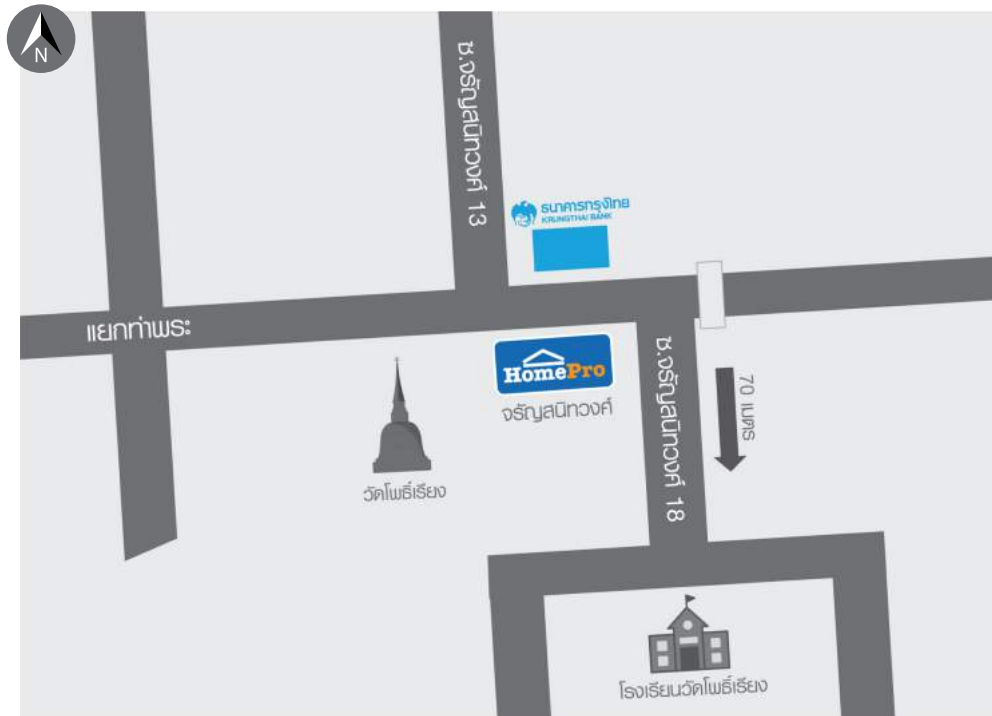 N
ซ.จรัญสนิทวงศ์ 13
ธนาคารกรุงไทย
KRUNGTHAI BANK
แยกท่าพระ
HomePro
จรัญสนิทวงศ์
ซ.จรัญสนิทวงศ์ 18
70 เมตร
วัดโพธิ์เรียง
โรงเรียนวัดโพธิ์เรียง